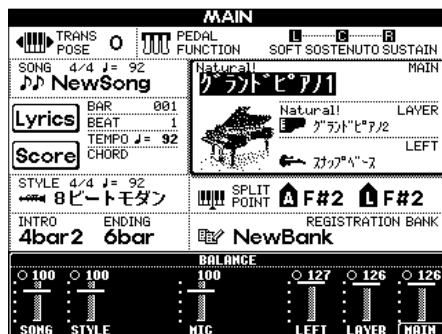 MAIN
TRANSPOSE 0
PEDAL FUNCTION
L C R
SOFT SOSTENUTO SUSTAIN
SONG 4/4 ♩= 92
NewSong
Natural! MAIN
グランドピアノ1
Lyrics
BAR 001
BEAT 1
TEMPO ♩= 92
Score
CHORD
Natural! LAYER
グランドピアノ2
LEFT
スナップベース
STYLE 4/4 ♩= 92
8ビートモダン
SPLIT POINT A F#2 L F#2
INTRO ENDING
4bar2 6bar
REGISTRATION BANK
NewBank
BALANCE
100 100 100 127 126 126
SONG STYLE MIC LEFT LAYER MAIN